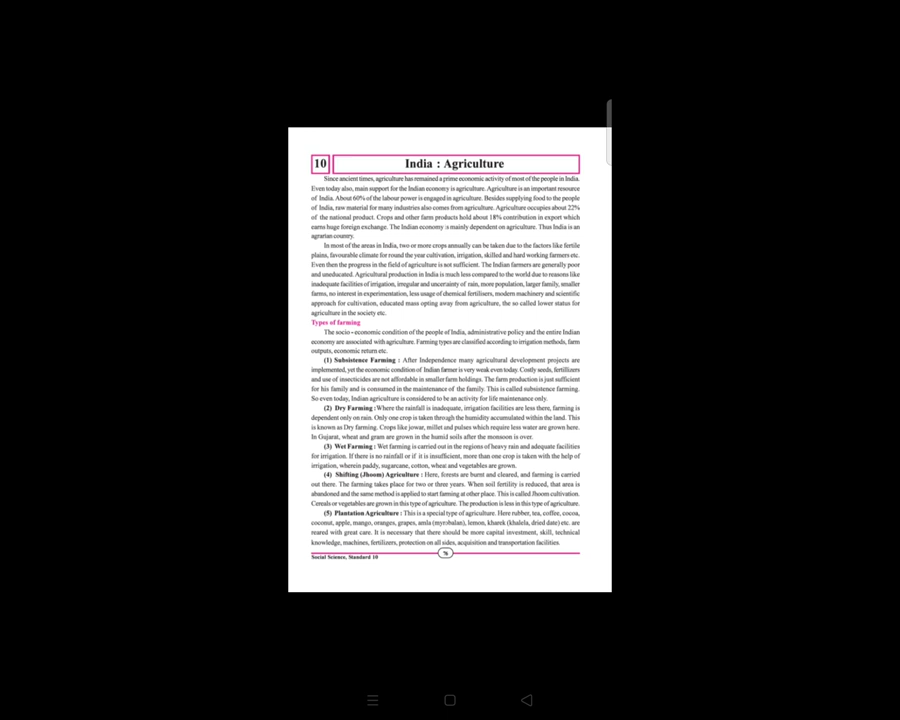 10 India : Agriculture
Since ancient times, agriculture has remained a prime economic activity of most of the people in India.
Even today also, main support for the Indian economy is agriculture. Agriculture is an important resource
of India. About 60% of the labour power is engaged in agriculture. Besides supplying food to the people
of India, raw material for many industries also comes from agriculture. Agriculture occupies about 22%
of the national product. Crops and other farm products hold about 18% contribution in export which
earns huge foreign exchange. The Indian economy is mainly dependent on agriculture. Thus India is an
agrarian country.
In most of the areas in India, two or more crops annually can be taken due to the factors like fertile
plains, favourable climate for round the year cultivation, irrigation, skilled and hard working farmers etc.
Even then the progress in the field of agriculture is not sufficient. The Indian farmers are generally poor
and uneducated. Agricultural production in India is much less compared to the world due to reasons like
inadequate facilities of irrigation, irregular and uncertainty of rain, more population, larger family, smaller
farms, no interest in experimentation, less usage of chemical fertilisers, modern machinery and scientific
approach for cultivation, educated mass opting away from agriculture, the so called lower status for
agriculture in the society etc.
Types of farming
The socio - economic condition of the people of India, administrative policy and the entire Indian
economy are associated with agriculture. Farming types are classified according to irrigation methods, farm
outputs, economic return etc.
(1) Subsistence Farming : After Independence many agricultural development projects are
implemented, yet the economic condition of Indian farmer is very weak even today. Costly seeds, fertilizers
and use of insecticides are not affordable in smaller farm holdings. The farm production is just sufficient
for his family and is consumed in the maintenance of the family. This is called subsistence farming.
So even today, Indian agriculture is considered to be an activity for life maintenance only.
(2) Dry Farming : Where the rainfall is inadequate, irrigation facilities are less there, farming is
dependent only on rain. Only one crop is taken through the humidity accumulated within the land. This
is known as Dry farming. Crops like jowar, millet and pulses which require less water are grown here.
In Gujarat, wheat and gram are grown in the humid soils after the monsoon is over.
(3) Wet Farming : Wet farming is carried out in the regions of heavy rain and adequate facilities
for irrigation. If there is no rainfall or if it is insufficient, more than one crop is taken with the help of
irrigation, wherein paddy, sugarcane, cotton, wheat and vegetables are grown.
(4) Shifting (Jhoom) Agriculture : Here, forests are burnt and cleared, and farming is carried
out there. The farming takes place for two or three years. When soil fertility is reduced, that area is
abandoned and the same method is applied to start farming at other place. This is called Jhoom cultivation.
Cereals or vegetables are grown in this type of agriculture. The production is less in this type of agriculture.
(5) Plantation Agriculture : This is a special type of agriculture. Here rubber, tea, coffee, cocoa,
coconut, apple, mango, oranges, grapes, amla (myrobalan), lemon, kharek (khalela, dried date) etc. are
reared with great care. It is necessary that there should be more capital investment, skill, technical
knowledge, machines, fertilizers, protection on all sides, acquisition and transportation facilities.
76
Social Science, Standard 10